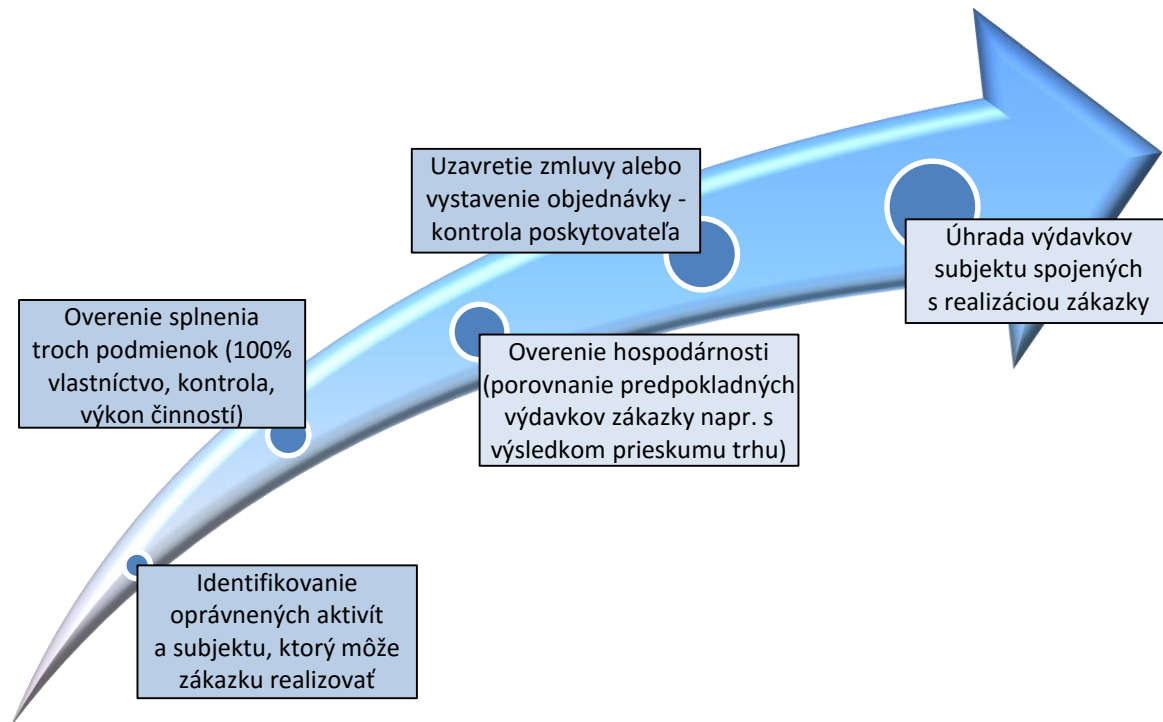 Uzavretie zmluvy alebo
vystavenie objednávky -
kontrola poskytovateľa
Úhrada výdavkov
subjektu spojených
s realizáciou zákazky
Overenie splnenia
troch podmienok (100%
vlastníctvo, kontrola,
výkon činností)
Overenie hospodárnosti
(porovnanie predpokladných
výdavkov zákazky napr. s
výsledkom prieskumu trhu)
Identifikovanie
oprávnených aktivít
a subjektu, ktorý môže
zákazku realizovať